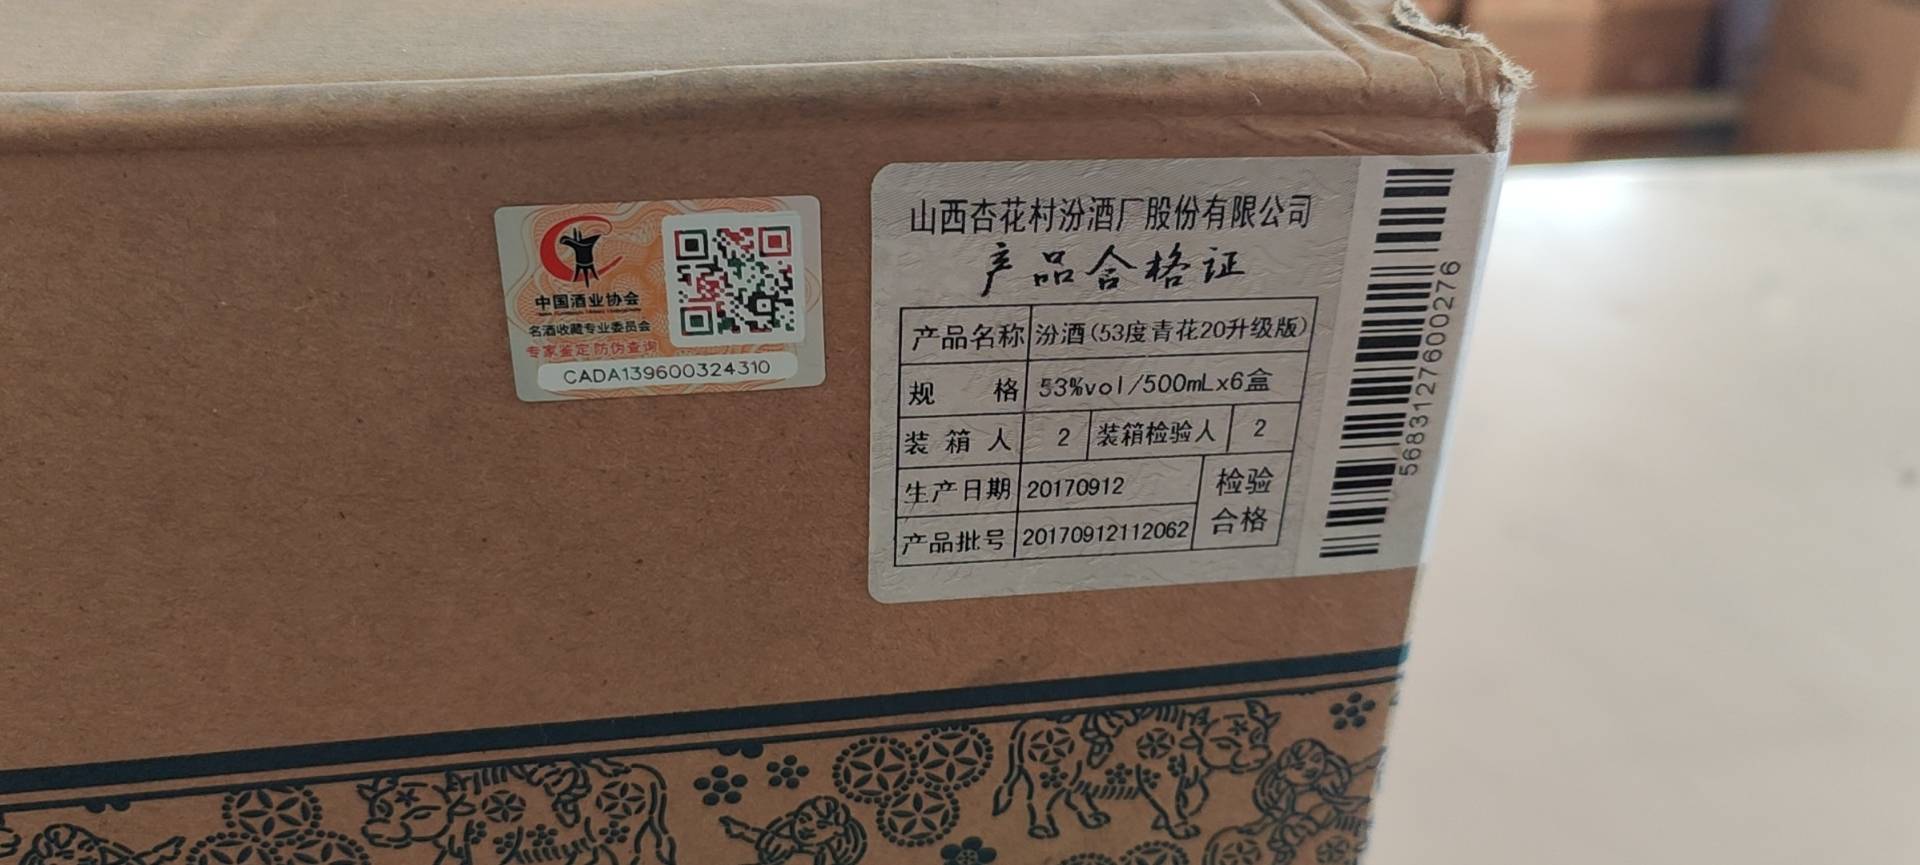 中国酒业协会
名酒收藏专业委员会
专家鉴定防伪查询
CADA139600324310
山西杏花村汾酒厂股份有限公司
产品合格证
产品名称 汾酒(53度青花20升级版)
规 格 53%vol/500mLx6盒
装箱人 2 装箱检验人 2
生产日期 20170912
检验合格
产品批号 20170912112062
5683127600276